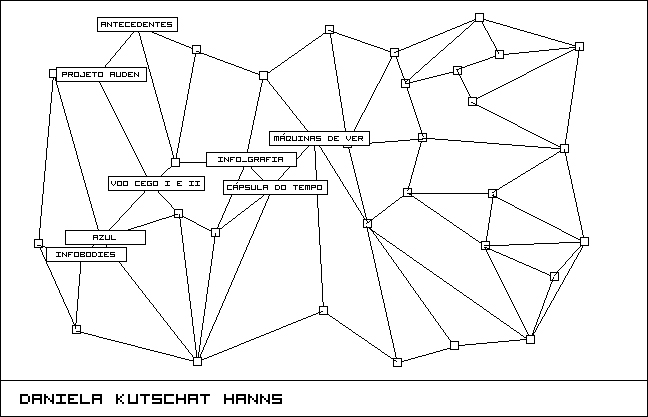 ANTECEDENTES
PROJETO AUDEN
MÁQUINAS DE VER
INFO_GRAFIA
VOO CEGO I E II
CÁPSULA DO TEMPO
AZUL
INFOBODIES
DANIELA KUTSCHAT HANNS